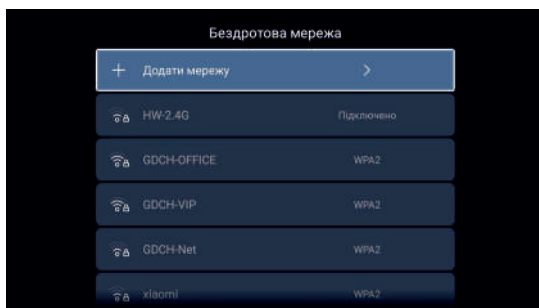 Бездротова мережа
Додати мережу
HW-2.4G Підключено
GDCH-OFFICE WPA2
GDCH-VIP WPA2
GDCH-Net WPA2
xiaomi WPA2